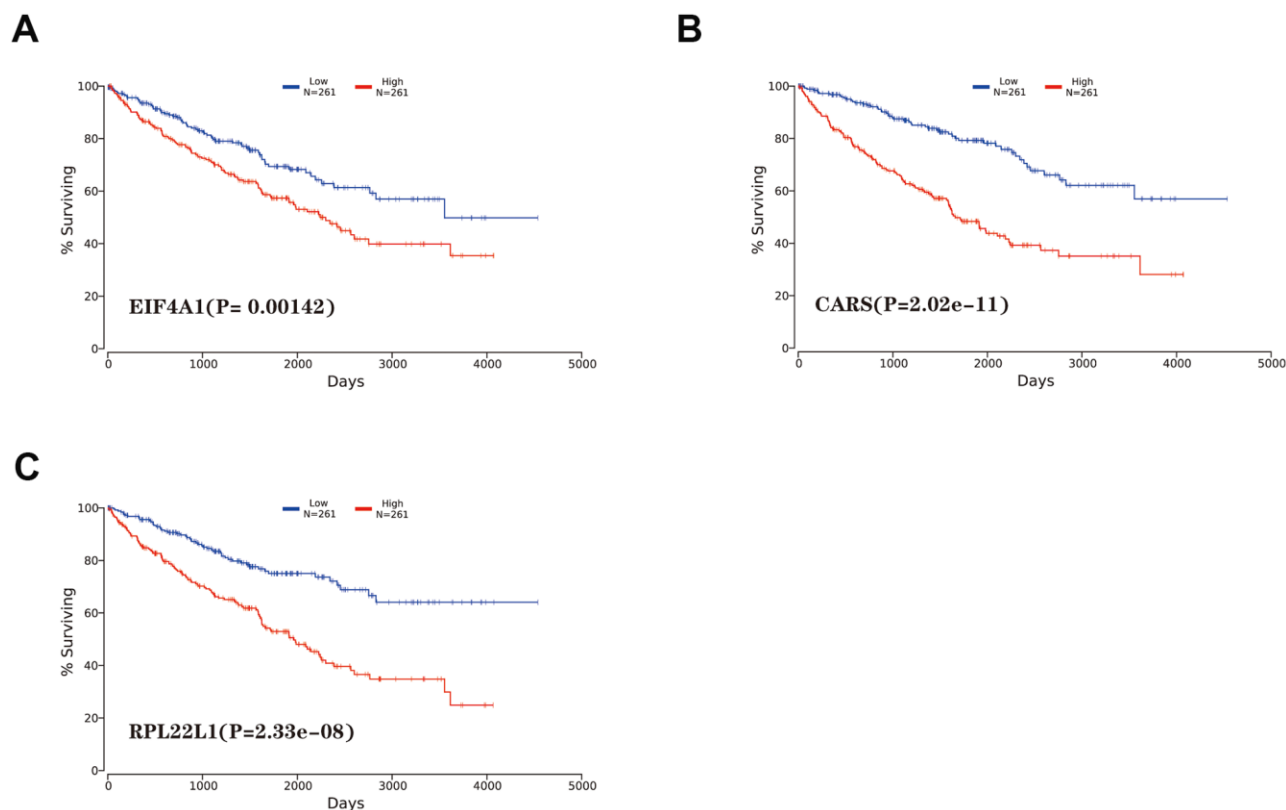 A
Low
N=261
High
N=261
100
80
60
40
20
0
% Surviving
EIF4A1(P= 0.00142)
0 1000 2000 3000 4000 5000
Days
B
Low
N=261
High
N=261
100
80
60
40
20
0
% Surviving
CARS(P=2.02e−11)
0 1000 2000 3000 4000 5000
Days
C
Low
N=261
High
N=261
100
80
60
40
20
0
% Surviving
RPL22L1(P=2.33e−08)
0 1000 2000 3000 4000 5000
Days